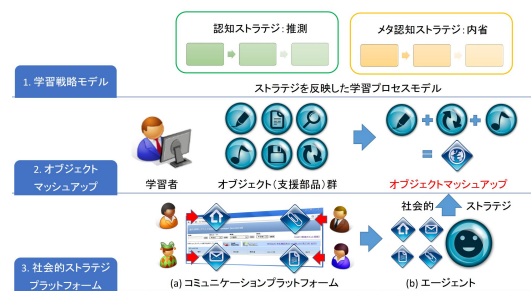 認知ストラテジ：推測
メタ認知ストラテジ：内省
1. 学習戦略モデル
ストラテジを反映した学習プロセスモデル
2. オブジェクト
マッシュアップ
学習者
オブジェクト（支援部品）群
オブジェクトマッシュアップ
社会的
ストラテジ
3. 社会的ストラテジ
プラットフォーム
(a) コミュニケーションプラットフォーム
(b) エージェント